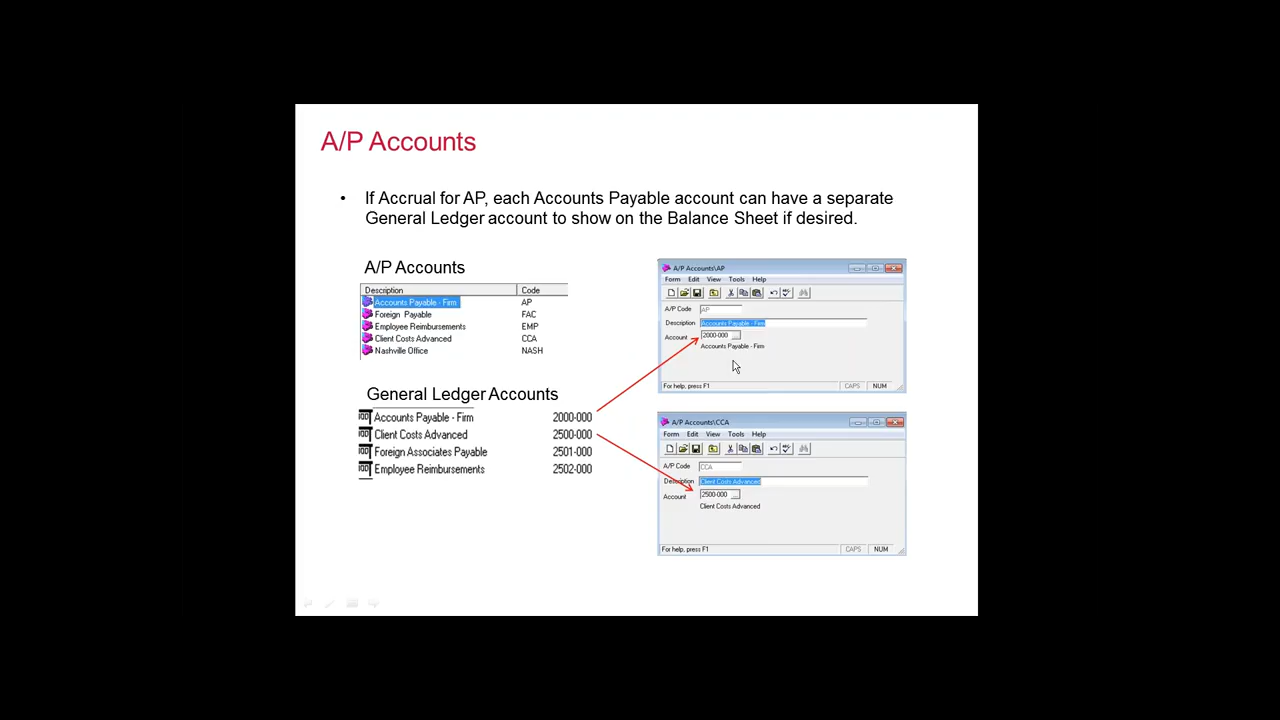 A/P Accounts
• If Accrual for AP, each Accounts Payable account can have a separate
General Ledger account to show on the Balance Sheet if desired.
A/P Accounts
Description Code
Accounts Payable - Firm AP
Foreign Payable FAC
Employee Reimbursements EMP
Client Costs Advanced CCA
Nashville Office NASH
General Ledger Accounts
Accounts Payable - Firm 2000-000
Client Costs Advanced 2500-000
Foreign Associates Payable 2501-000
Employee Reimbursements 2502-000
A/P Accounts\AP
Form Edit View Tools Help
A/P Code AP
Description Accounts Payable - Firm
Account 2000-000 ...
Accounts Payable - Firm
For help, press F1 CAPS NUM
A/P Accounts\CCA
Form Edit View Tools Help
A/P Code CCA
Description Client Costs Advanced
Account 2500-000 ...
Client Costs Advanced
For help, press F1 CAPS NUM